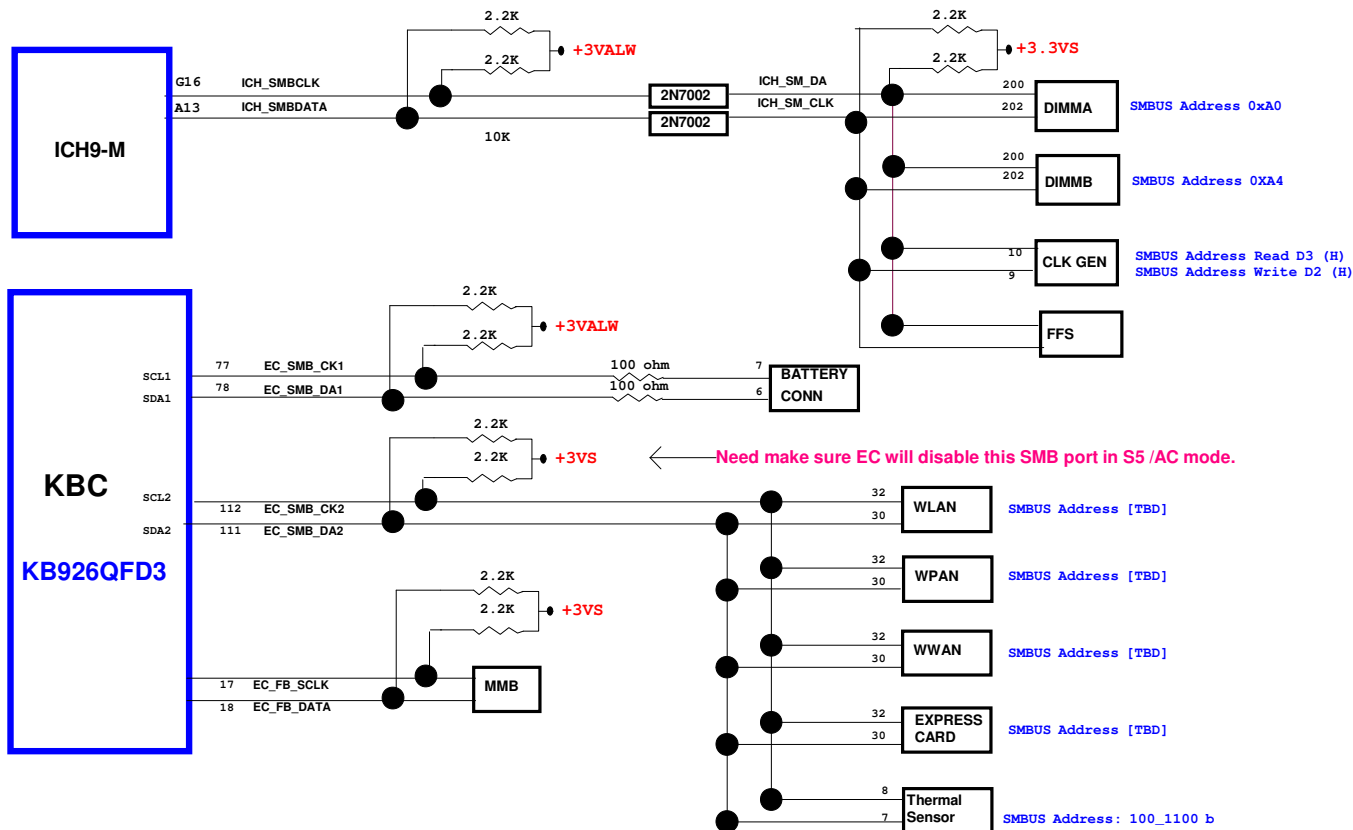 2.2K
2.2K
+3VALW
G16 ICH_SMBCLK
A13 ICH_SMBDATA
ICH9-M
10K
2N7002
2N7002
ICH_SM_DA
ICH_SM_CLK
2.2K
2.2K
+3.3VS
200
202
DIMMA
SMBUS Address 0xA0
200
202
DIMMB
SMBUS Address 0XA4
10
9
CLK GEN
SMBUS Address Read D3 (H)
SMBUS Address Write D2 (H)
FFS
2.2K
2.2K
+3VALW
SCL1 77 EC_SMB_CK1
SDA1 78 EC_SMB_DA1
100 ohm
100 ohm
7
6
BATTERY
CONN
KBC
KB926QFD3
2.2K
2.2K
+3VS
Need make sure EC will disable this SMB port in S5 /AC mode.
SCL2
112 EC_SMB_CK2
SDA2 111 EC_SMB_DA2
32
30
WLAN
SMBUS Address [TBD]
32
30
WPAN
SMBUS Address [TBD]
32
30
WWAN
SMBUS Address [TBD]
32
30
EXPRESS
CARD
SMBUS Address [TBD]
8
7
Thermal
Sensor
SMBUS Address: 100_1100 b
2.2K
2.2K
+3VS
17 EC_FB_SCLK
18 EC_FB_DATA
MMB